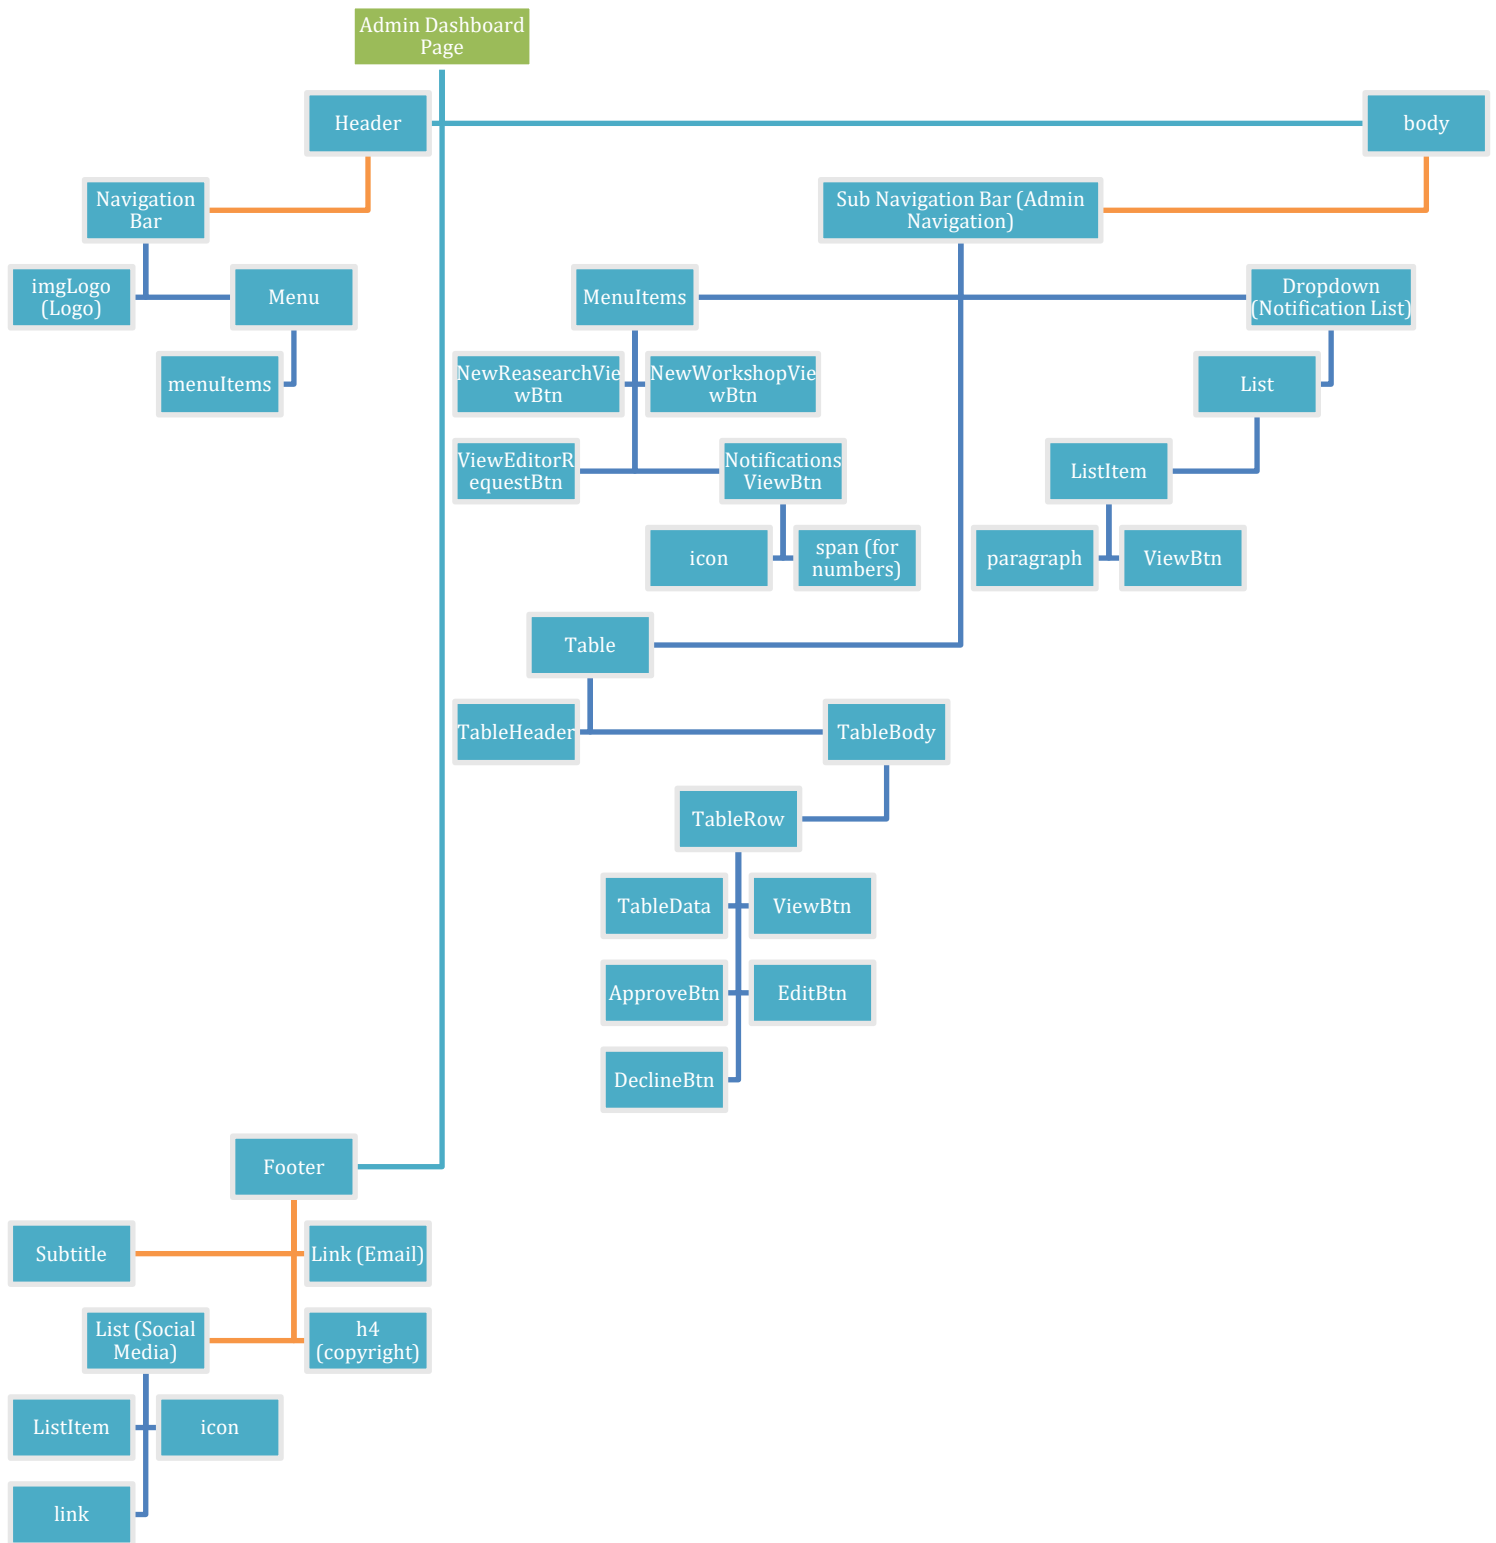 Admin Dashboard
Page
Header
body
Navigation
Bar
Sub Navigation Bar (Admin
Navigation)
imgLogo
(Logo)
Menu
MenuItems
Dropdown
(Notification List)
menuItems
NewReasearchVie
wBtn
NewWorkshopVie
wBtn
List
ViewEditorR
equestBtn
Notifications
ViewBtn
ListItem
icon
span (for
numbers)
paragraph
ViewBtn
Table
TableHeader
TableBody
TableRow
TableData
ViewBtn
ApproveBtn
EditBtn
DeclineBtn
Footer
Subtitle
Link (Email)
List (Social
Media)
h4
(copyright)
ListItem
icon
link